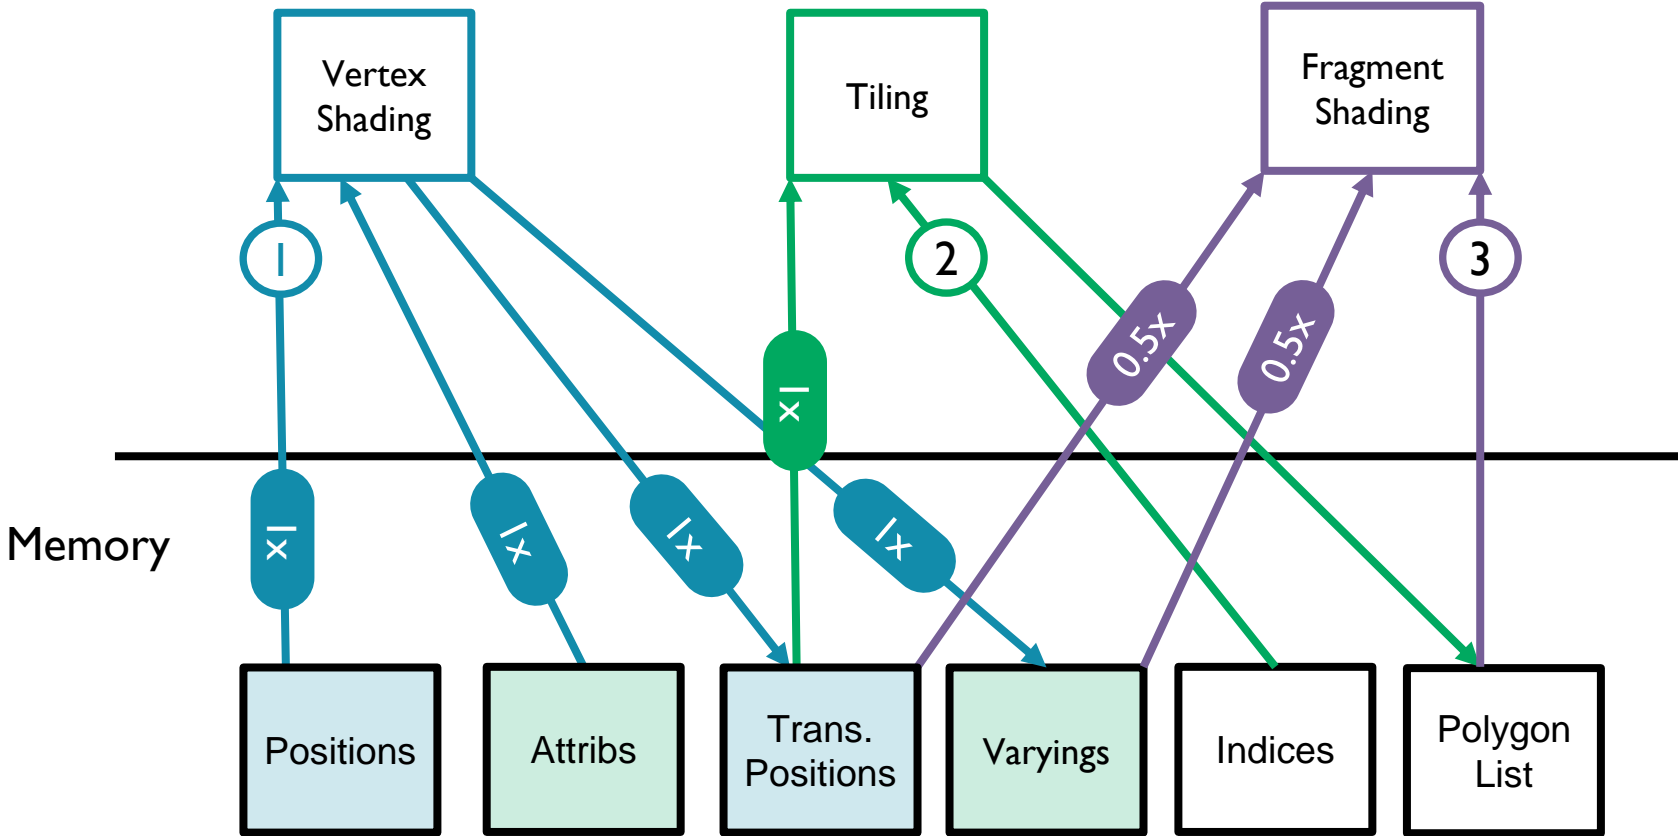 Vertex
Shading
Tiling
Fragment
Shading
1
2
3
0.5x
0.5x
1x
1x
1x
1x
1x
Memory
Positions
Attribs
Trans.
Positions
Varyings
Indices
Polygon
List